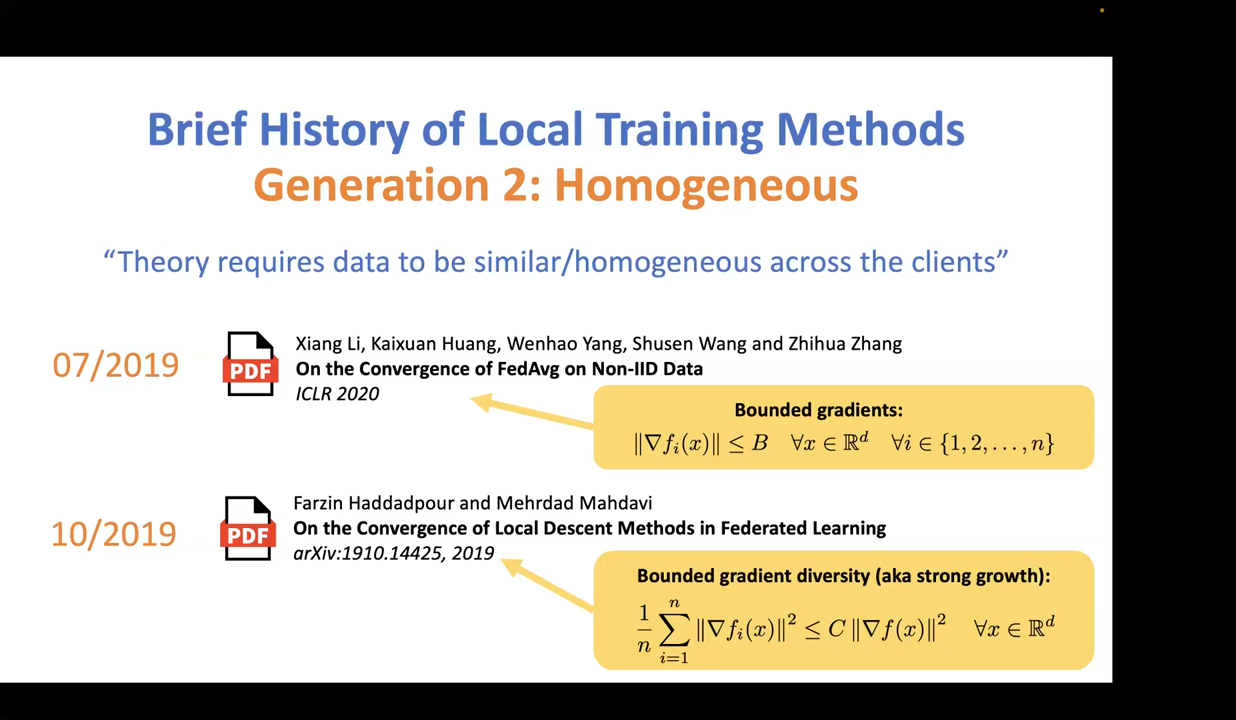 Brief History of Local Training Methods
Generation 2: Homogeneous
“Theory requires data to be similar/homogeneous across the clients”
07/2019
PDF
Xiang Li, Kaixuan Huang, Wenhao Yang, Shusen Wang and Zhihua Zhang
On the Convergence of FedAvg on Non-IID Data
ICLR 2020
Bounded gradients:
‖∇f_i(x)‖ ≤ B ∀x ∈ ℝ^d ∀i ∈ {1, 2, . . . , n}
10/2019
PDF
Farzin Haddadpour and Mehrdad Mahdavi
On the Convergence of Local Descent Methods in Federated Learning
arXiv:1910.14425, 2019
Bounded gradient diversity (aka strong growth):
\frac{1}{n} \sum_{i=1}^{n} ‖∇f_i(x)‖^2 ≤ C ‖∇f(x)‖^2 ∀x ∈ ℝ^d